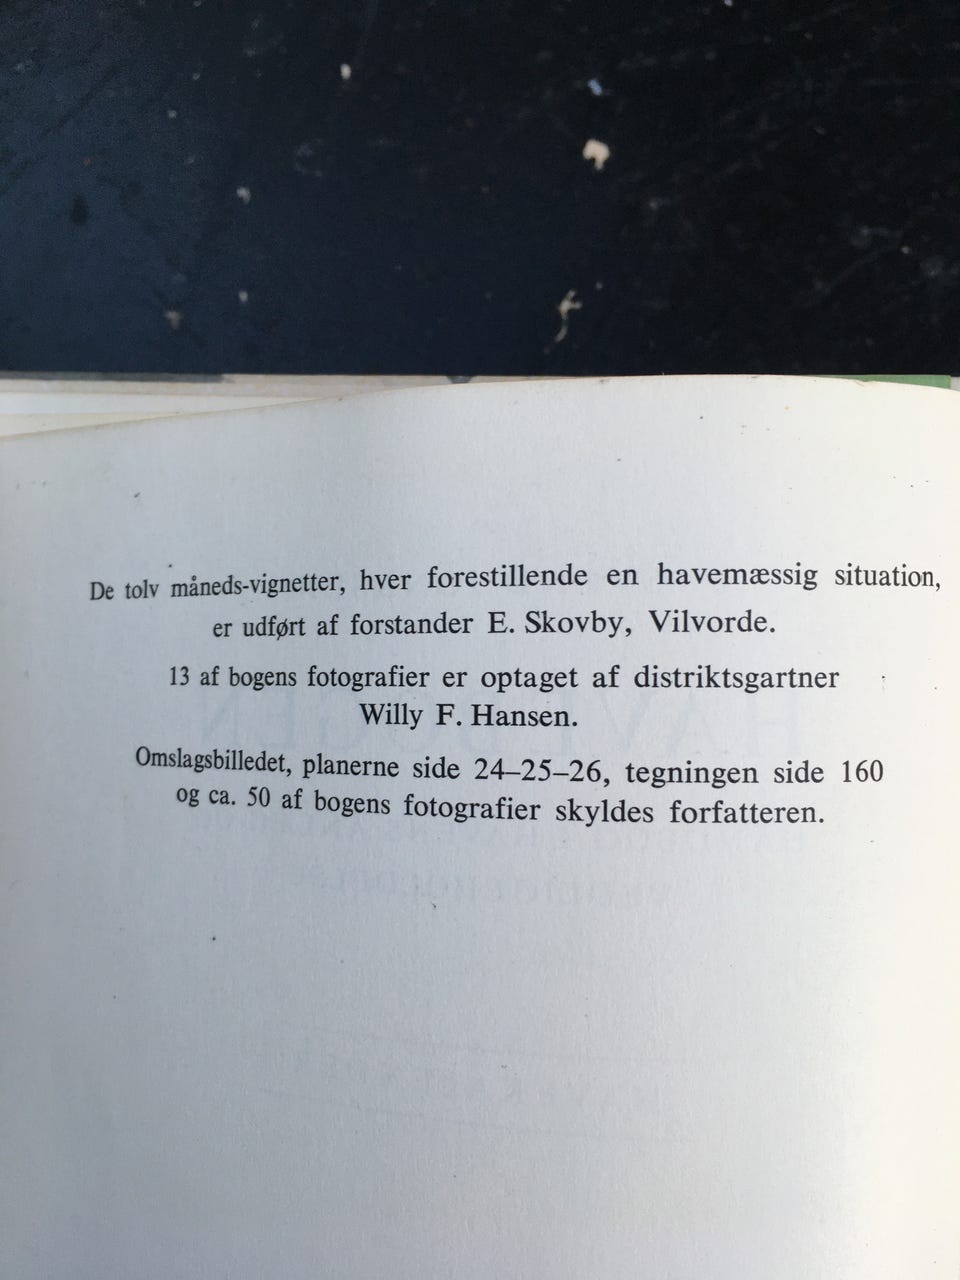 De tolv måneds-vignetter, hver forestillende en havemæssig situation,
er udført af forstander E. Skovby, Vilvorde.
13 af bogens fotografier er optaget af distriktsgartner
Willy F. Hansen.
Omslagsbilledet, planerne side 24–25–26, tegningen side 160
og ca. 50 af bogens fotografier skyldes forfatteren.